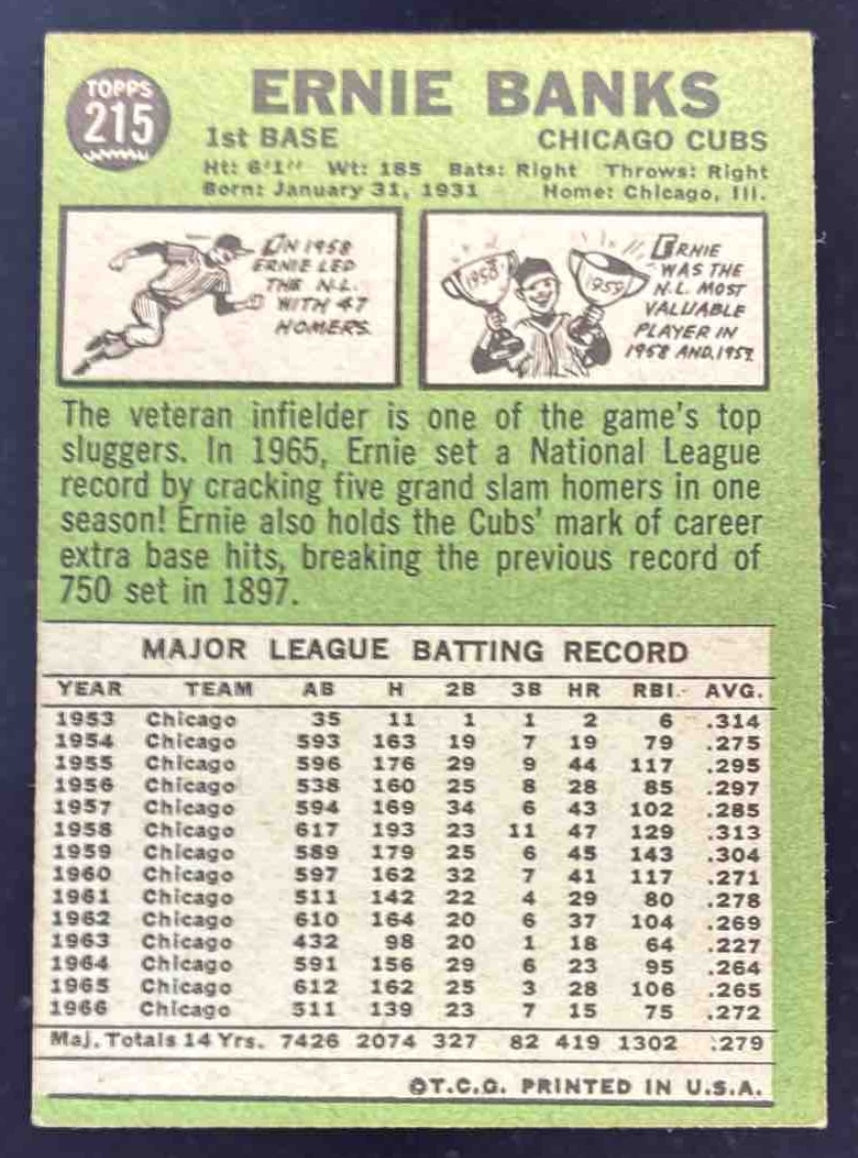 TOPPS
215
ERNIE BANKS
1st BASE CHICAGO CUBS
Ht: 6'1" Wt: 185 Bats: Right Throws: Right
Born: January 31, 1931 Home: Chicago, Ill.
IN 1958
ERNIE LED
THE N.L.
WITH 47
HOMERS.
1958
1959
ERNIE
WAS THE
N.L. MOST
VALUABLE
PLAYER IN
1958 AND 1959.
The veteran infielder is one of the game's top
sluggers. In 1965, Ernie set a National League
record by cracking five grand slam homers in one
season! Ernie also holds the Cubs' mark of career
extra base hits, breaking the previous record of
750 set in 1897.
MAJOR LEAGUE BATTING RECORD
YEAR TEAM AB H 2B 3B HR RBI. AVG.
1953 Chicago 35 11 1 1 2 6 .314
1954 Chicago 593 163 19 7 19 79 .275
1955 Chicago 596 176 29 9 44 117 .295
1956 Chicago 538 160 25 8 28 85 .297
1957 Chicago 594 169 34 6 43 102 .285
1958 Chicago 617 193 23 11 47 129 .313
1959 Chicago 589 179 25 6 45 143 .304
1960 Chicago 597 162 32 7 41 117 .271
1961 Chicago 511 142 22 4 29 80 .278
1962 Chicago 610 164 20 6 37 104 .269
1963 Chicago 432 98 20 1 18 64 .227
1964 Chicago 591 156 29 6 23 95 .264
1965 Chicago 612 162 25 3 28 106 .265
1966 Chicago 511 139 23 7 15 75 .272
Maj. Totals 14 Yrs. 7426 2074 327 82 419 1302 .279
©T.C.G. PRINTED IN U.S.A.